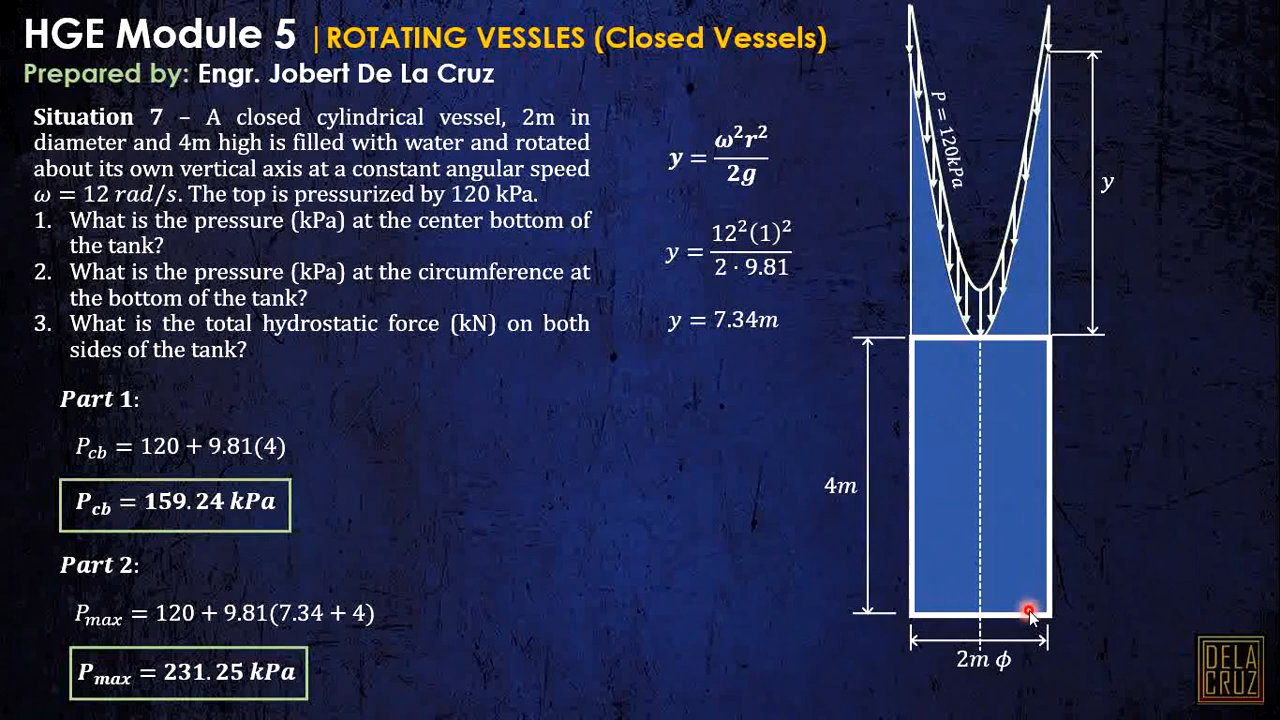 HGE Module 5 | ROTATING VESSLES (Closed Vessels)
Prepared by: Engr. Jobert De La Cruz
Situation 7 – A closed cylindrical vessel, 2m in
diameter and 4m high is filled with water and rotated
about its own vertical axis at a constant angular speed
ω = 12 rad/s. The top is pressurized by 120 kPa.
1. What is the pressure (kPa) at the center bottom of
the tank?
2. What is the pressure (kPa) at the circumference at
the bottom of the tank?
3. What is the total hydrostatic force (kN) on both
sides of the tank?
Part 1:
P_cb = 120 + 9.81(4)
P_cb = 159.24 kPa
Part 2:
P_max = 120 + 9.81(7.34 + 4)
P_max = 231.25 kPa
y = ω²r² / 2g
y = 12²(1)² / 2 · 9.81
y = 7.34m
P = 120kPa
y
4m
2m ϕ
DELA
CRUZ